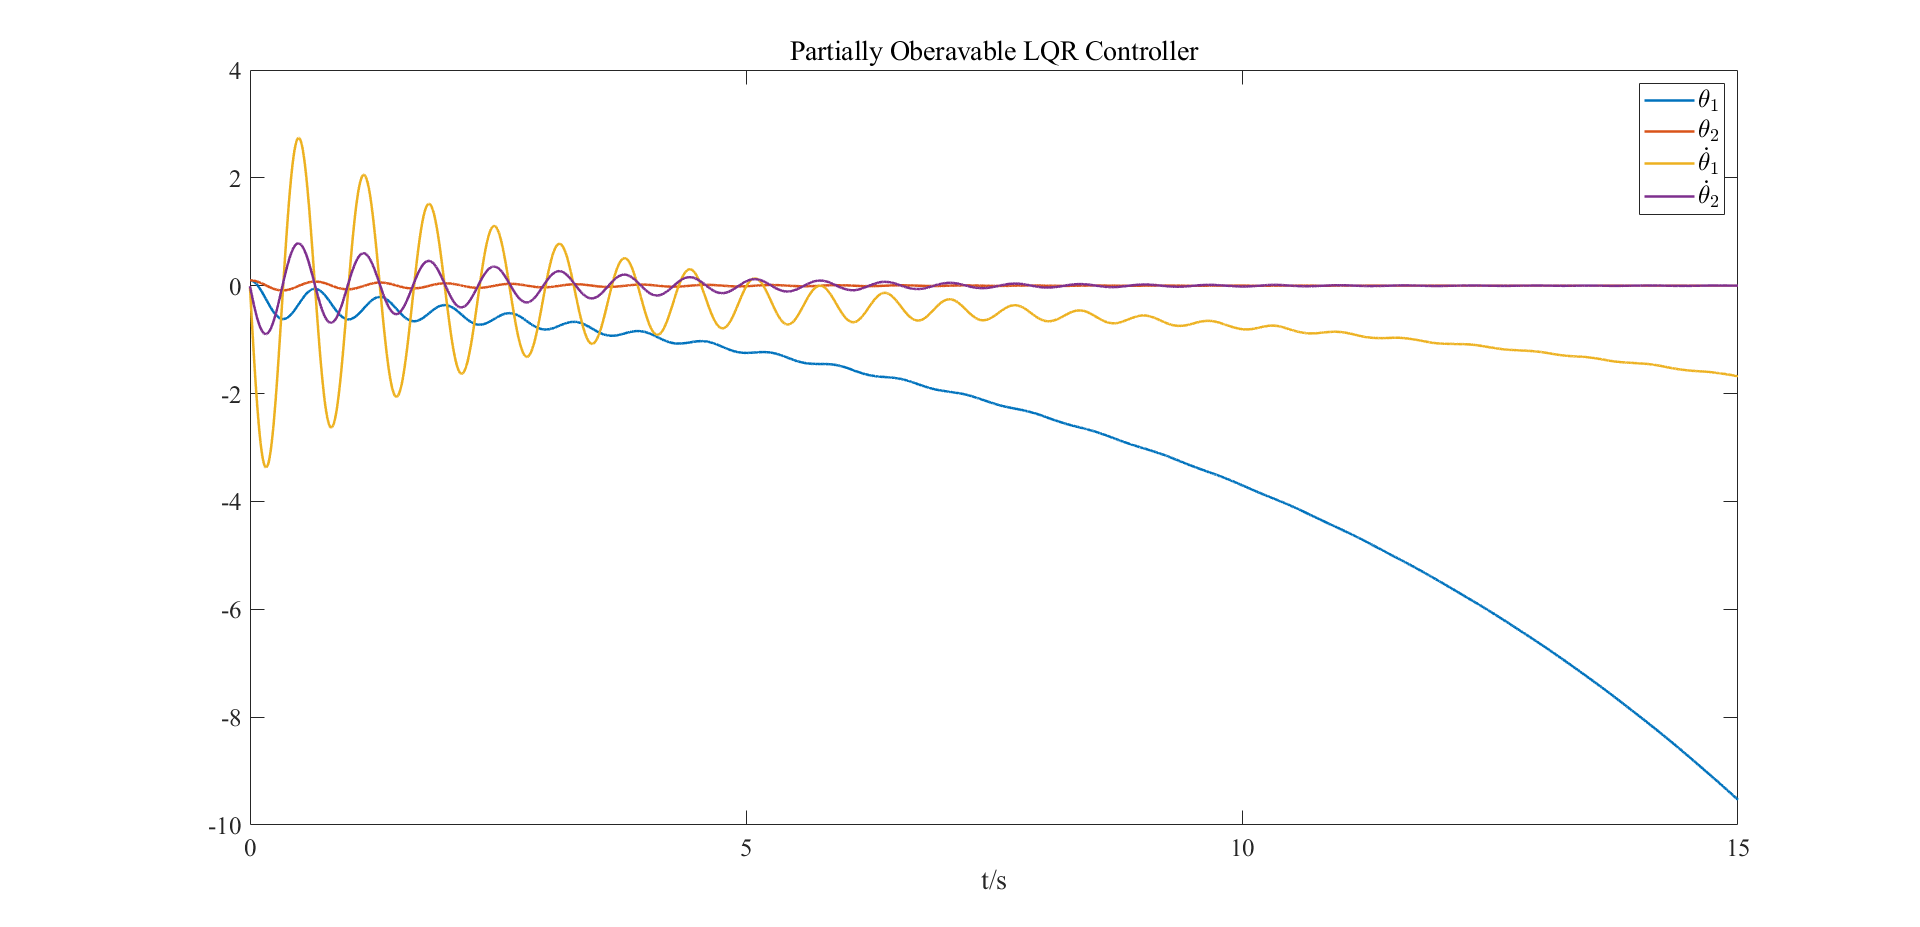 Partially Oberavable LQR Controller
4
2
0
-2
-4
-6
-8
-10
0 5 10 15
t/s
θ₁
θ₂
θ̇₁
θ̇₂